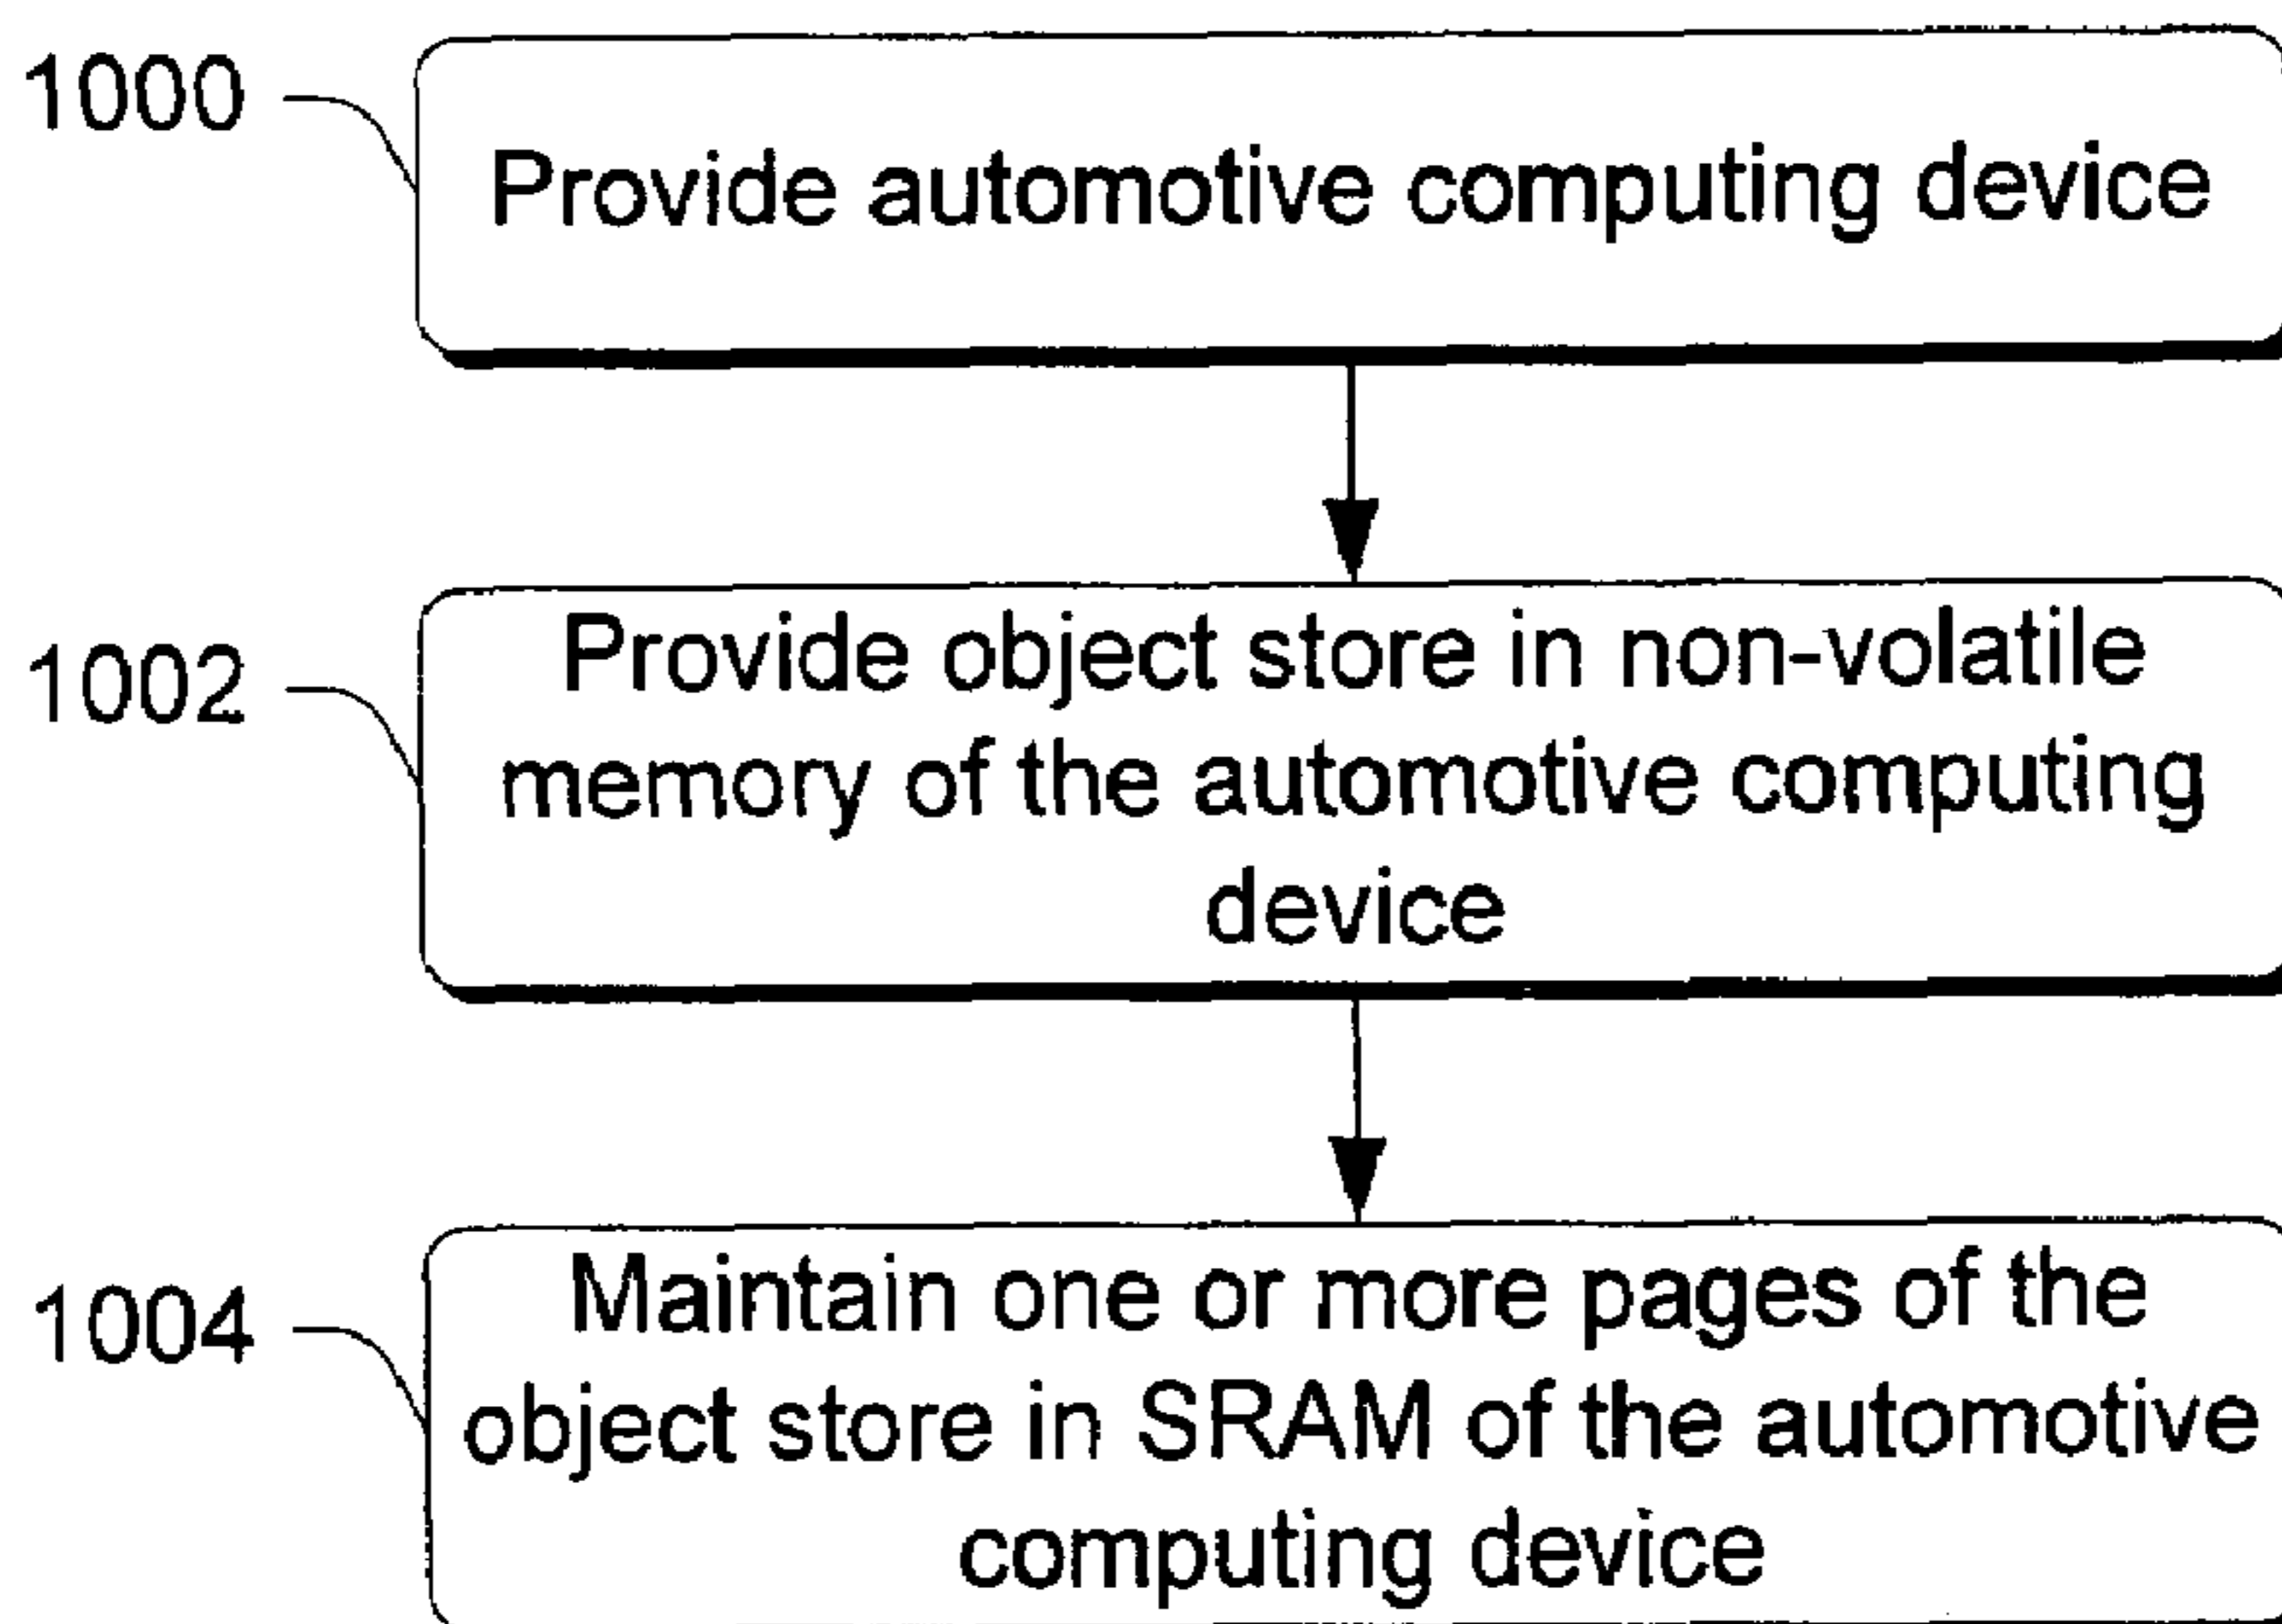 1000
Provide automotive computing device
1002
Provide object store in non-volatile
memory of the automotive computing
device
1004
Maintain one or more pages of the
object store in SRAM of the automotive
computing device